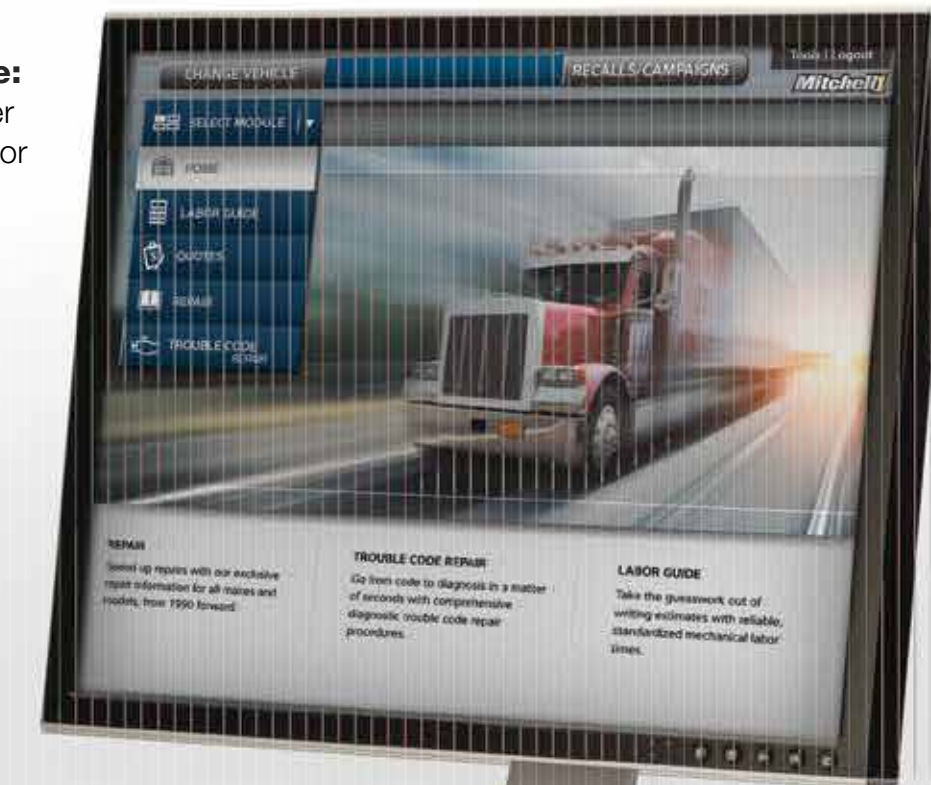 e:
er
or
Tools | Logout
CHANGE VEHICLE
RECALLS/CAMPAIGNS
Mitchell1
SELECT MODULE
HOME
LABOR GUIDE
QUOTES
REPAIR
TROUBLE CODE
REPAIR
REPAIR
Speed up repairs with our exclusive
repair information for all makes and
models, from 1990 forward.
TROUBLE CODE REPAIR
Go from code to diagnosis in a matter
of seconds with comprehensive
diagnostic trouble code repair
procedures.
LABOR GUIDE
Take the guesswork out of
writing estimates with reliable,
standardized mechanical labor
times.